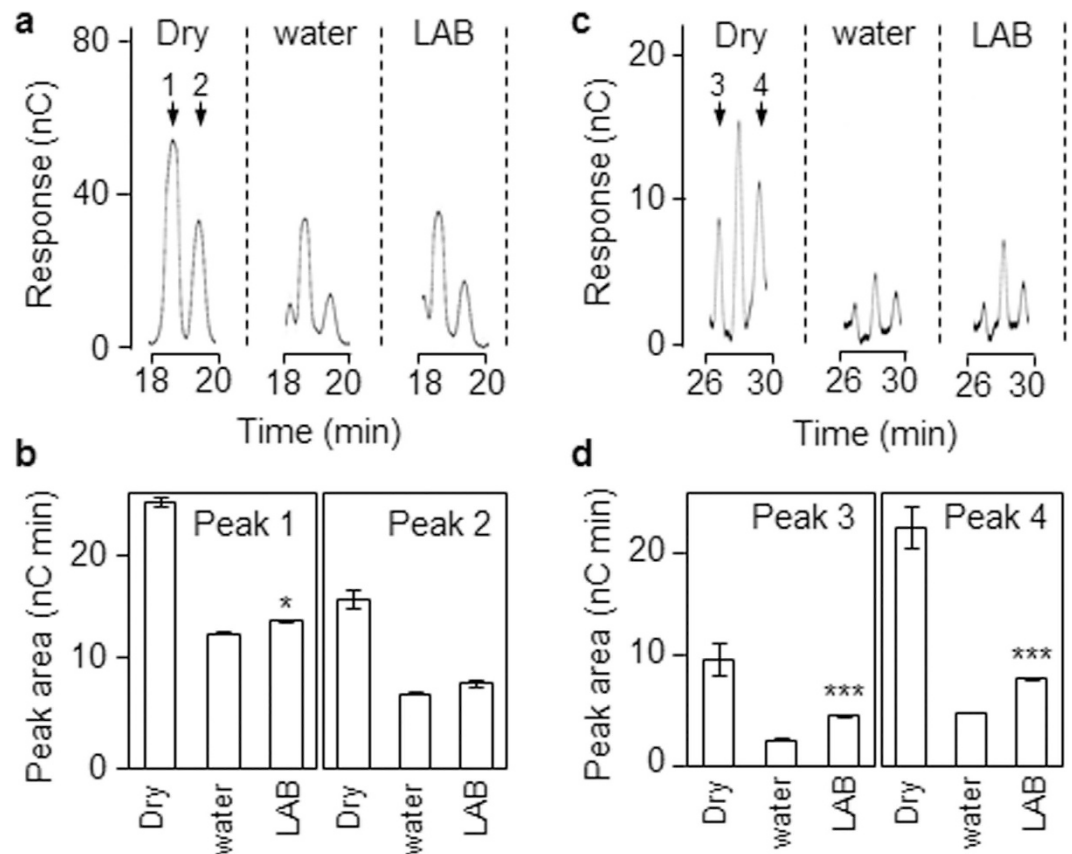 a
Dry water LAB
80
1 2
40
0
Response (nC)
18 20 18 20 18 20
Time (min)
c
Dry water LAB
20
3 4
10
0
Response (nC)
26 30 26 30 26 30
Time (min)
b
Peak 1 Peak 2
20
*
10
0
Peak area (nC min)
Dry water LAB Dry water LAB
d
Peak 3 Peak 4
20
*** ***
10
0
Peak area (nC min)
Dry water LAB Dry water LAB